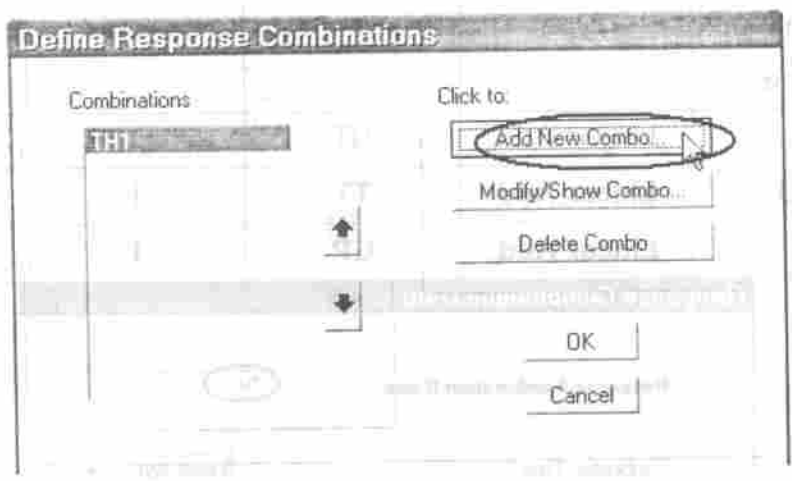 Define Response Combinations
Combinations
TH1
Click to:
Add New Combo...
Modify/Show Combo...
Delete Combo
OK
Cancel